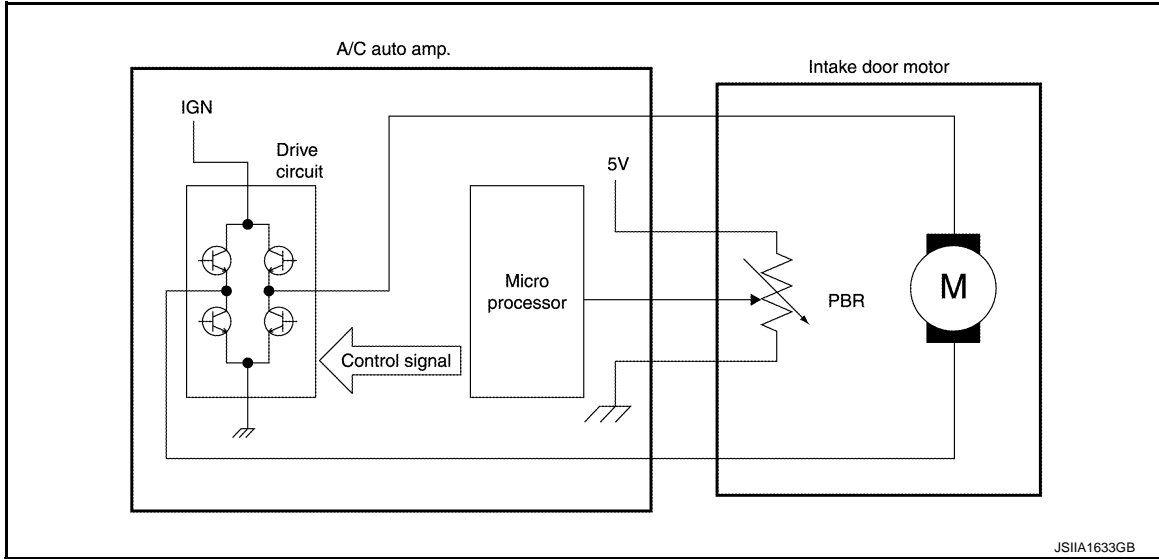 A/C auto amp.
Intake door motor
IGN
Drive
circuit
5V
Micro
processor
PBR
M
Control signal
JSIIA1633GB